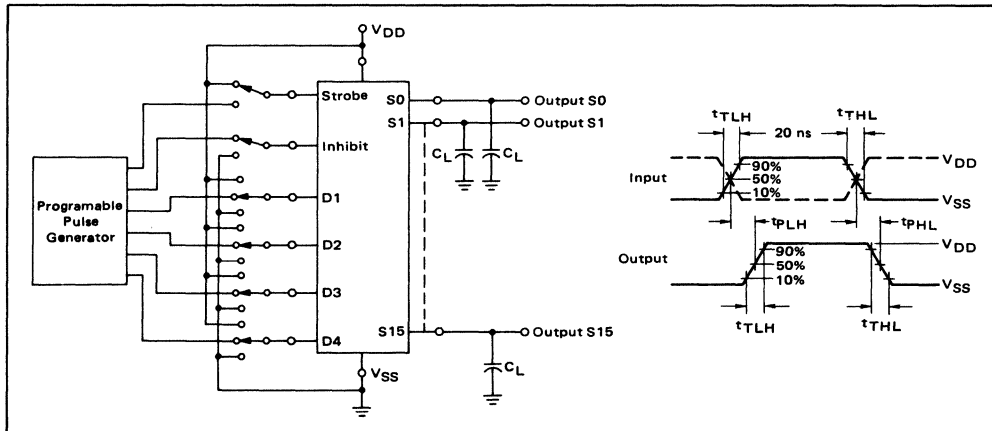 VDD
Strobe
Inhibit
D1
D2
D3
D4
S0
S1
S15
Output S0
Output S1
Output S15
CL
CL
CL
VSS
Programable
Pulse
Generator
tTLH
20 ns
tTHL
Input
90%
50%
10%
VDD
VSS
tPLH
tPHL
Output
90%
50%
10%
VDD
VSS
tTLH
tTHL